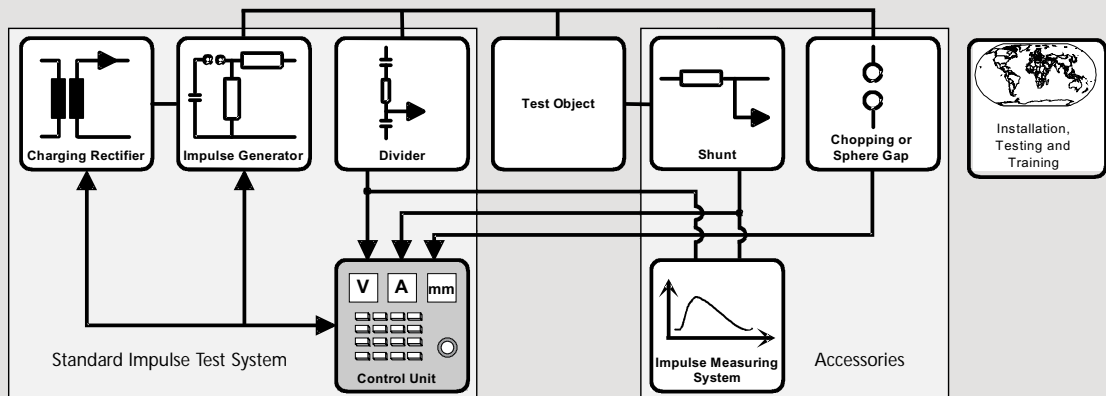 Charging Rectifier
Impulse Generator
Divider
Test Object
Shunt
Chopping or
Sphere Gap
Installation,
Testing and
Training
V
A
mm
Control Unit
Impulse Measuring
System
Standard Impulse Test System
Accessories